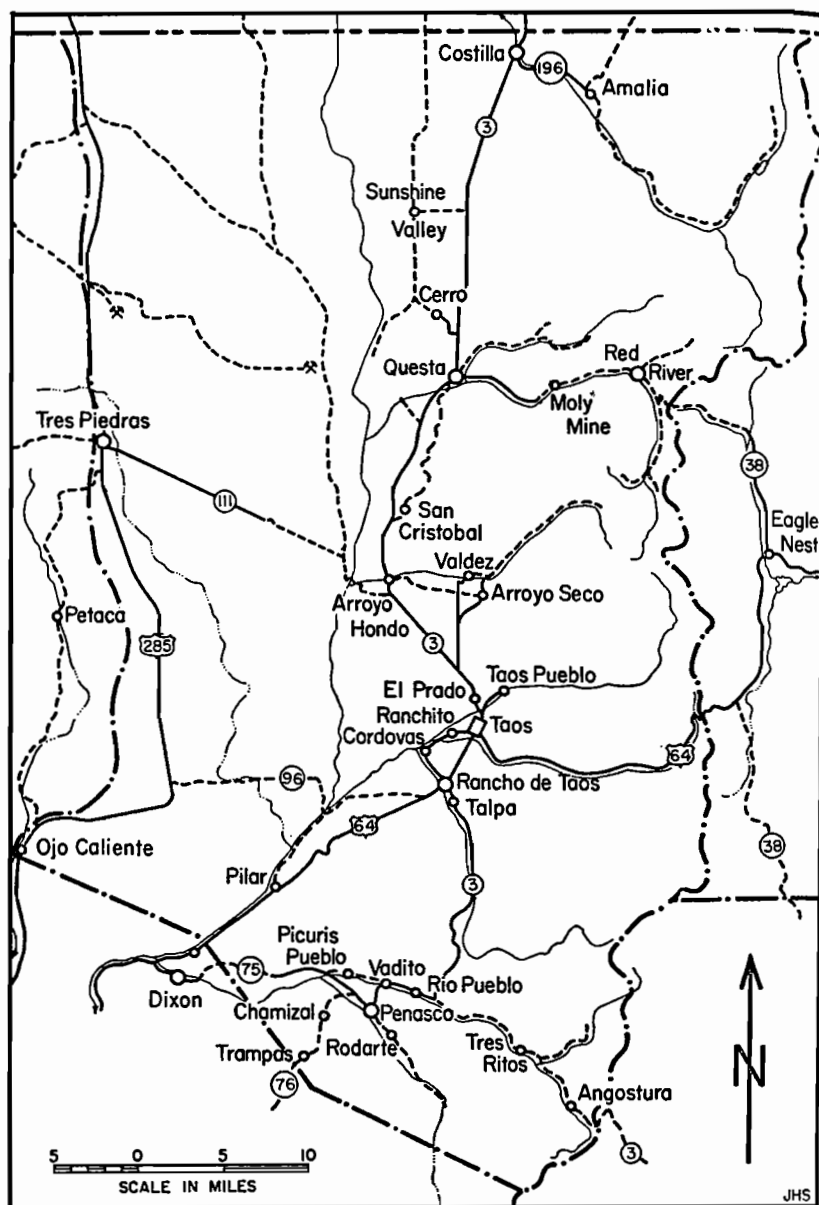 Costilla
196
Amalia
3
Sunshine
Valley
Cerro
Questa
Red
River
Moly
Mine
Tres Piedras
38
111
San
Cristobal
Eagle
Nest
Valdez
Arroyo
Hondo
Arroyo Seco
Petaca
285
3
Taos Pueblo
El Prado
Ranchito
Cordovas
Taos
64
96
Rancho de Taos
Talpa
64
Ojo Caliente
38
Pilar
3
Picuris
Pueblo
75
Vadito
Rio Pueblo
Dixon
Chamizal
Penasco
Trampas
Rodarte
Tres
Ritos
76
Angostura
N
3
5 0 5 10
SCALE IN MILES
JHS